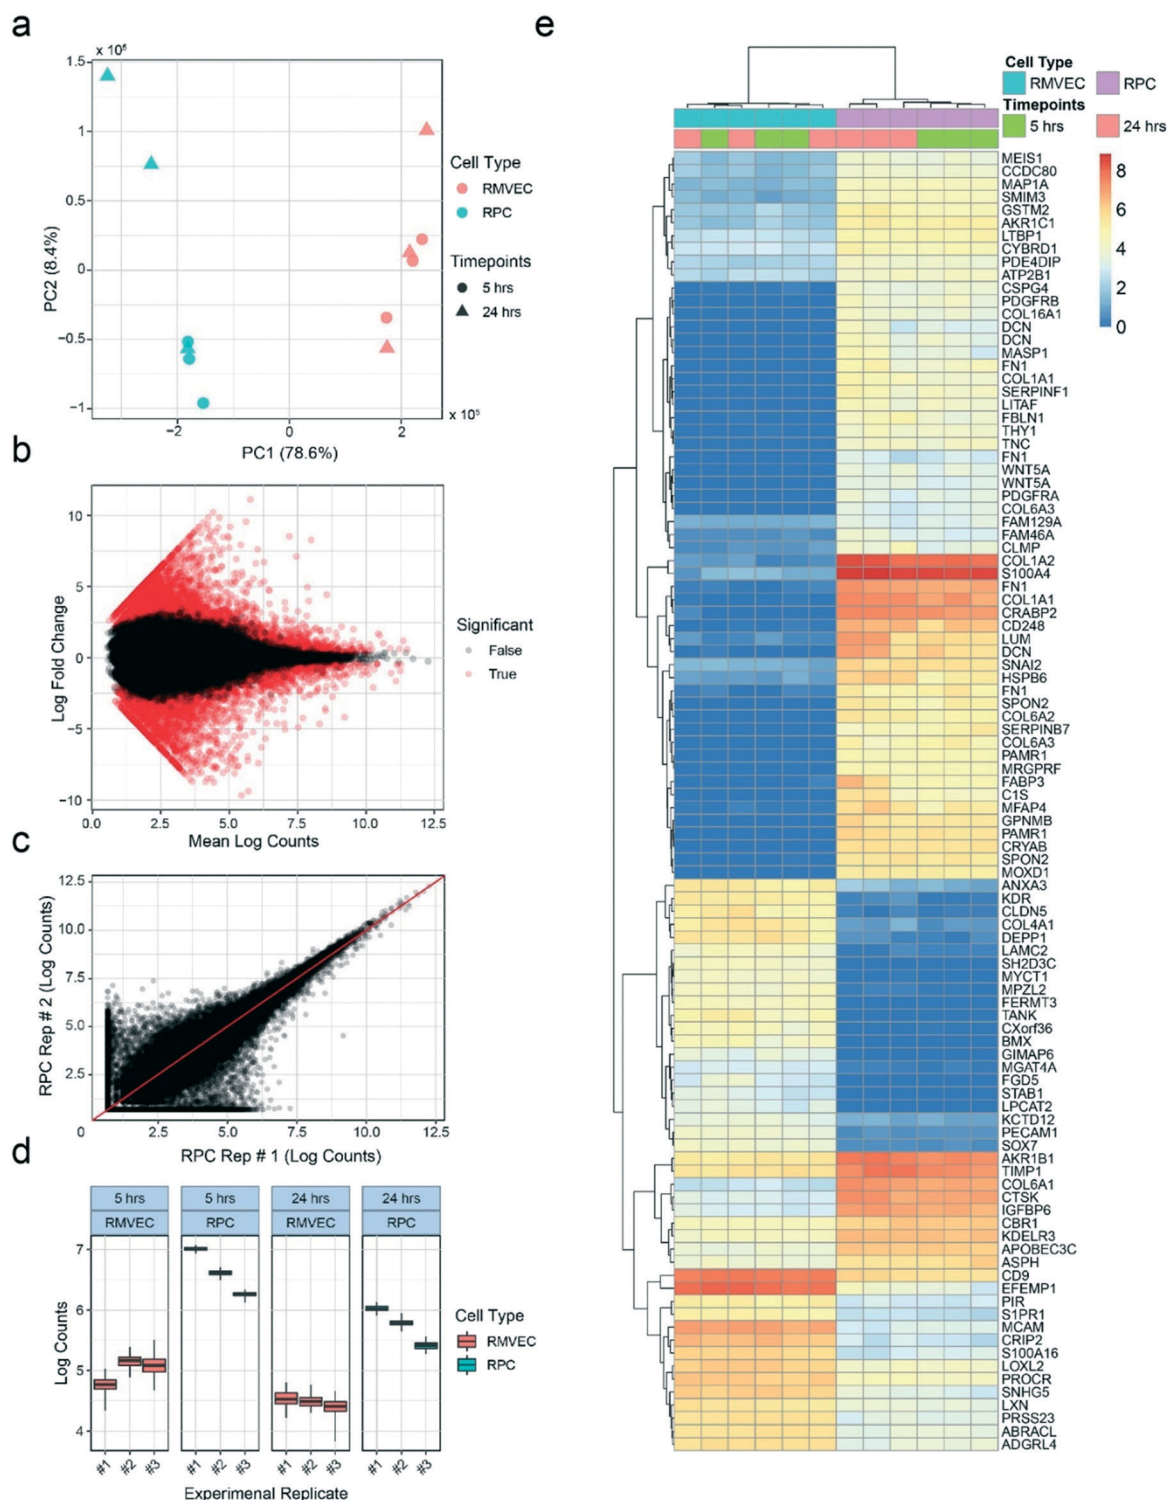 a
x 10⁶
1.5
1
0.5
0
−0.5
−1
PC2 (8.4%)
−2
0
2
x 10⁵
PC1 (78.6%)
Cell Type
RMVEC
RPC
Timepoints
5 hrs
24 hrs
b
10
5
0
−5
−10
Log Fold Change
0.0
2.5
5.0
7.5
10.0
12.5
Mean Log Counts
Significant
False
True
c
12.5
10.0
7.5
5.0
2.5
RPC Rep # 2 (Log Counts)
0
2.5
5.0
7.5
10.0
12.5
RPC Rep # 1 (Log Counts)
d
5 hrs
5 hrs
24 hrs
24 hrs
RMVEC
RPC
RMVEC
RPC
7
6
5
4
Log Counts
#1
#2
#3
#1
#2
#3
#1
#2
#3
#1
#2
#3
Experimenal Replicate
Cell Type
RMVEC
RPC
e
Cell Type
RMVEC
RPC
Timepoints
5 hrs
24 hrs
8
6
4
2
0
MEIS1
CCDC80
MAP1A
SMIM3
GSTM2
AKR1C1
LTBP1
CYBRD1
PDE4DIP
ATP2B1
CSPG4
PDGFRB
COL16A1
DCN
DCN
MASP1
FN1
COL1A1
SERPINF1
LITAF
FBLN1
THY1
TNC
FN1
WNT5A
WNT5A
PDGFRA
COL6A3
FAM129A
FAM46A
CLMP
COL1A2
S100A4
FN1
COL1A1
CRABP2
CD248
LUM
DCN
SNAI2
HSPB6
FN1
SPON2
COL6A2
SERPINB7
COL6A3
PAMR1
MRGPRF
FABP3
C1S
MFAP4
GPNMB
PAMR1
CRYAB
SPON2
MOXD1
ANXA3
KDR
CLDN5
COL4A1
DEPP1
LAMC2
SH2D3C
MYCT1
MPZL2
FERMT3
TANK
CXorf36
BMX
GIMAP6
MGAT4A
FGD5
STAB1
LPCAT2
KCTD12
PECAM1
SOX7
AKR1B1
TIMP1
COL6A1
CTSK
IGFBP6
CBR1
KDELR3
APOBEC3C
ASPH
CD9
EFEMP1
PIR
S1PR1
MCAM
CRIP2
S100A16
LOXL2
PROCR
SNHG5
LXN
PRSS23
ABRACL
ADGRL4